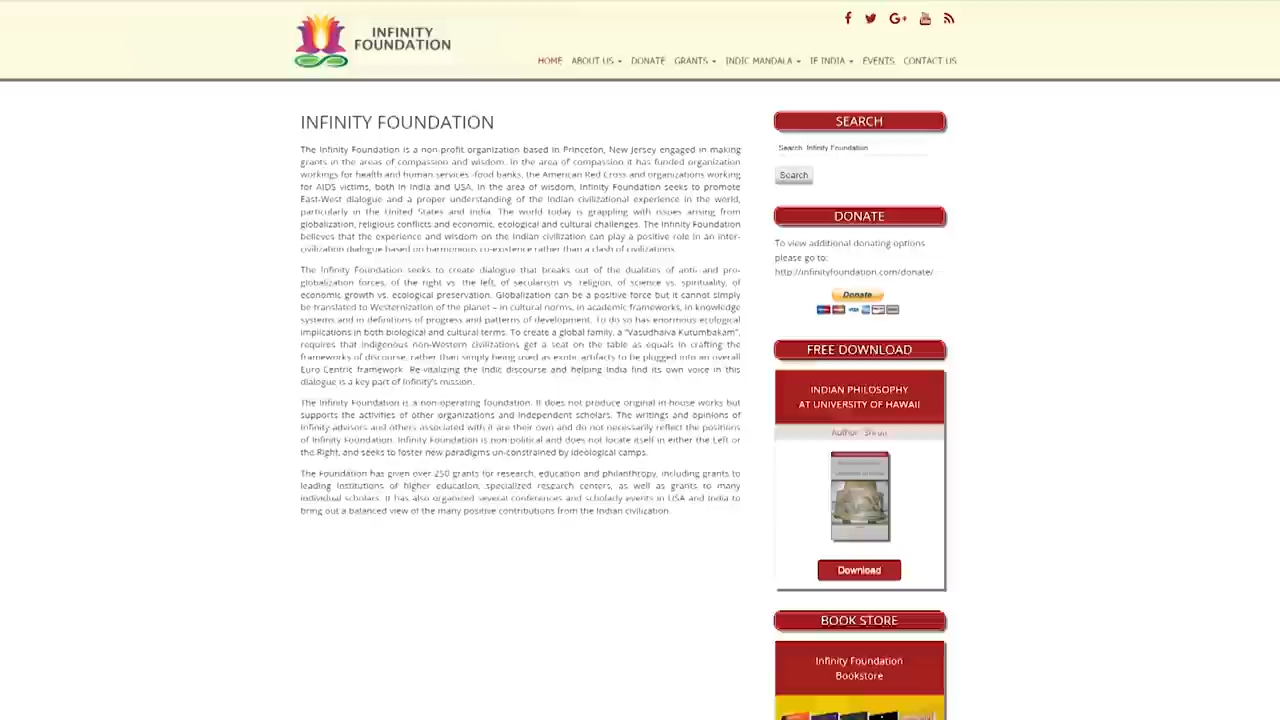 INFINITY
FOUNDATION
HOME ABOUT US DONATE GRANTS INDIC MANDALA IF INDIA EVENTS CONTACT US
INFINITY FOUNDATION
The Infinity Foundation is a non-profit organization based in Princeton, New Jersey engaged in making
grants in the areas of compassion and wisdom. In the area of compassion it has funded organization
workings for health and human services -food banks, the American Red Cross and organizations working
for AIDS victims, both in India and USA. In the area of wisdom, Infinity Foundation seeks to promote
East-West dialogue and a proper understanding of the Indian civilizational experience in the world,
particularly in the United States and India. The world today is grappling with issues arising from
globalization, religious conflicts and economic, ecological and cultural challenges. The Infinity Foundation
believes that the experience and wisdom on the Indian civilization can play a positive role in an inter-
civilization dialogue based on harmonious co-existence rather than a clash of civilizations.
The Infinity Foundation seeks to create dialogue that breaks out of the dualities of anti- and pro-
globalization forces, of the right vs. the left, of secularism vs. religion, of science vs. spirituality, of
economic growth vs. ecological preservation. Globalization can be a positive force but it cannot simply
be translated to Westernization of the planet – in cultural norms, in academic frameworks, in knowledge
systems and in definitions of progress and patterns of development. To do so has enormous ecological
implications in both biological and cultural terms. To create a global family, a "Vasudhaiva Kutumbakam",
requires that indigenous non-Western civilizations get a seat on the table as equals in crafting the
frameworks of discourse, rather than simply being used as exotic artifacts to be plugged into an overall
Euro Centric framework. Re-vitalizing the Indic discourse and helping India find its own voice in this
dialogue is a key part of Infinity's mission.
The Infinity Foundation is a non-operating foundation. It does not produce original in-house works but
supports the activities of other organizations and independent scholars. The writings and opinions of
Infinity advisors and others associated with it are their own and do not necessarily reflect the positions
of Infinity Foundation. Infinity Foundation is non-political and does not locate itself in either the Left or
the Right, and seeks to foster new paradigms un-constrained by ideological camps.
The Foundation has given over 250 grants for research, education and philanthropy, including grants to
leading institutions of higher education, specialized research centers, as well as grants to many
individual scholars. It has also organized several conferences and scholarly events in USA and India to
bring out a balanced view of the many positive contributions from the Indian civilization.
SEARCH
Search Infinity Foundation
Search
DONATE
To view additional donating options
please go to:
http://infinityfoundation.com/donate/
Donate
VISA
FREE DOWNLOAD
INDIAN PHILOSOPHY
AT UNIVERSITY OF HAWAII
Author: Shruti
Download
BOOK STORE
Infinity Foundation
Bookstore